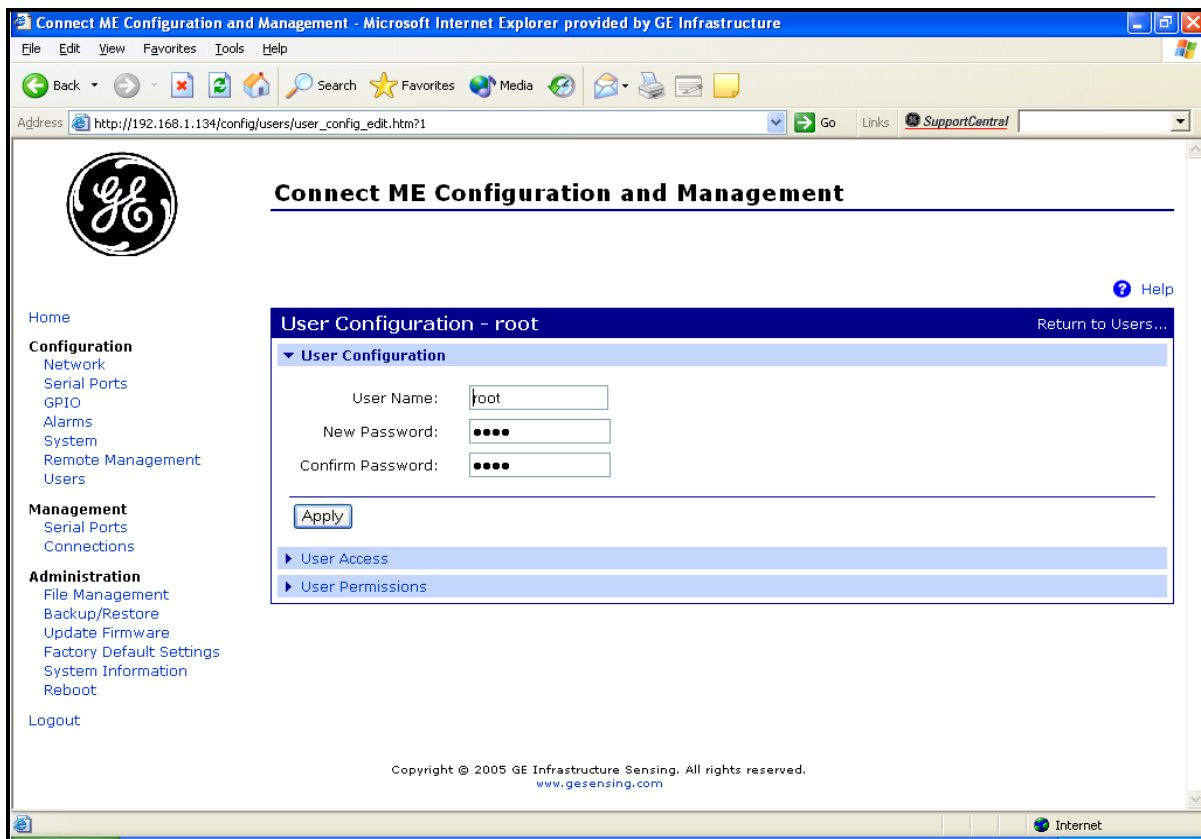 Connect ME Configuration and Management - Microsoft Internet Explorer provided by GE Infrastructure
File Edit View Favorites Tools Help
Back Search Favorites Media
Address http://192.168.1.134/config/users/user_config_edit.htm?1 Go Links SupportCentral
GE
Connect ME Configuration and Management
? Help
Home
Configuration
Network
Serial Ports
GPIO
Alarms
System
Remote Management
Users
Management
Serial Ports
Connections
Administration
File Management
Backup/Restore
Update Firmware
Factory Default Settings
System Information
Reboot
Logout
User Configuration - root Return to Users...
User Configuration
User Name: root
New Password: ••••
Confirm Password: ••••
Apply
User Access
User Permissions
Copyright © 2005 GE Infrastructure Sensing. All rights reserved.
www.gesensing.com
Internet